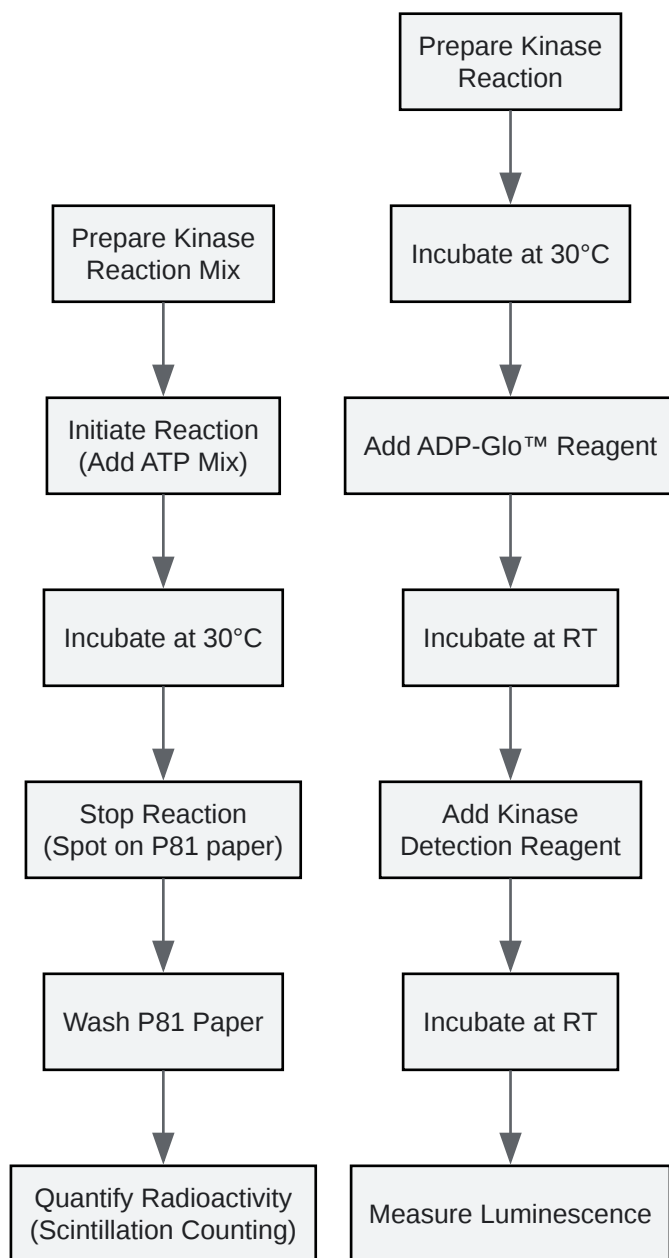 Prepare Kinase
Reaction Mix
Initiate Reaction
(Add ATP Mix)
Incubate at 30°C
Stop Reaction
(Spot on P81 paper)
Wash P81 Paper
Quantify Radioactivity
(Scintillation Counting)
Prepare Kinase
Reaction
Incubate at 30°C
Add ADP-Glo™ Reagent
Incubate at RT
Add Kinase
Detection Reagent
Incubate at RT
Measure Luminescence